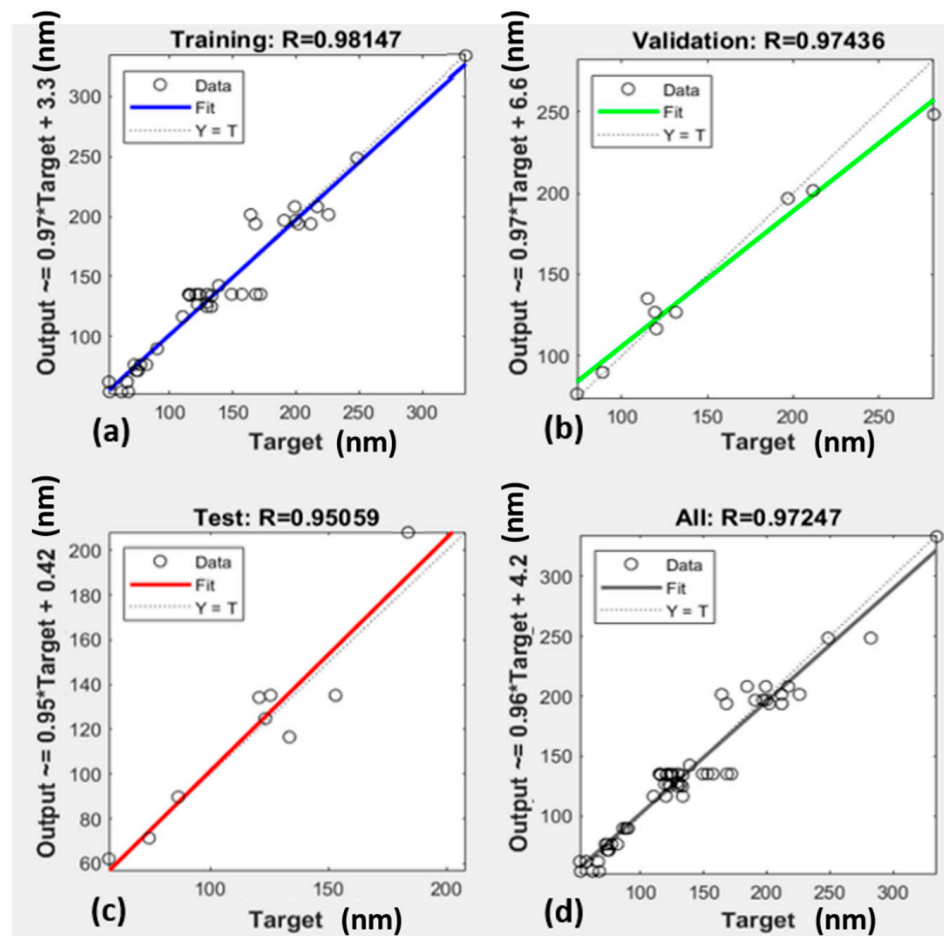 Training: R=0.98147
Output ~= 0.97*Target + 3.3 (nm)
Data
Fit
Y = T
300
250
200
150
100
100 150 200 250 300
(a) Target (nm)
Validation: R=0.97436
Output ~= 0.97*Target + 6.6 (nm)
Data
Fit
Y = T
250
200
150
100
100 150 200 250
(b) Target (nm)
Test: R=0.95059
Output ~= 0.95*Target + 0.42 (nm)
Data
Fit
Y = T
200
180
160
140
120
100
80
60
100 150 200
(c) Target (nm)
All: R=0.97247
Output ~= 0.96*Target + 4.2 (nm)
Data
Fit
Y = T
300
250
200
150
100
100 150 200 250 300
(d) Target (nm)